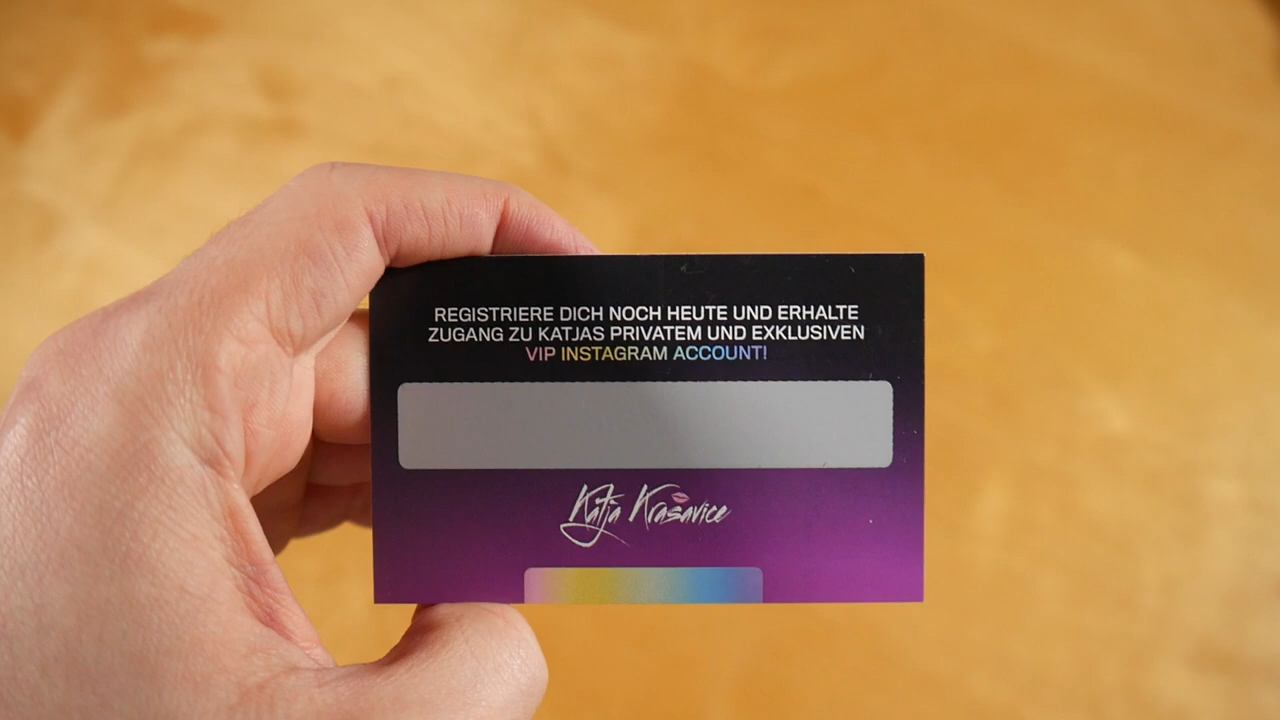 REGISTRIERE DICH NOCH HEUTE UND ERHALTE
ZUGANG ZU KATJAS PRIVATEM UND EXKLUSIVEN
VIP INSTAGRAM ACCOUNT!
Katja Krasavice